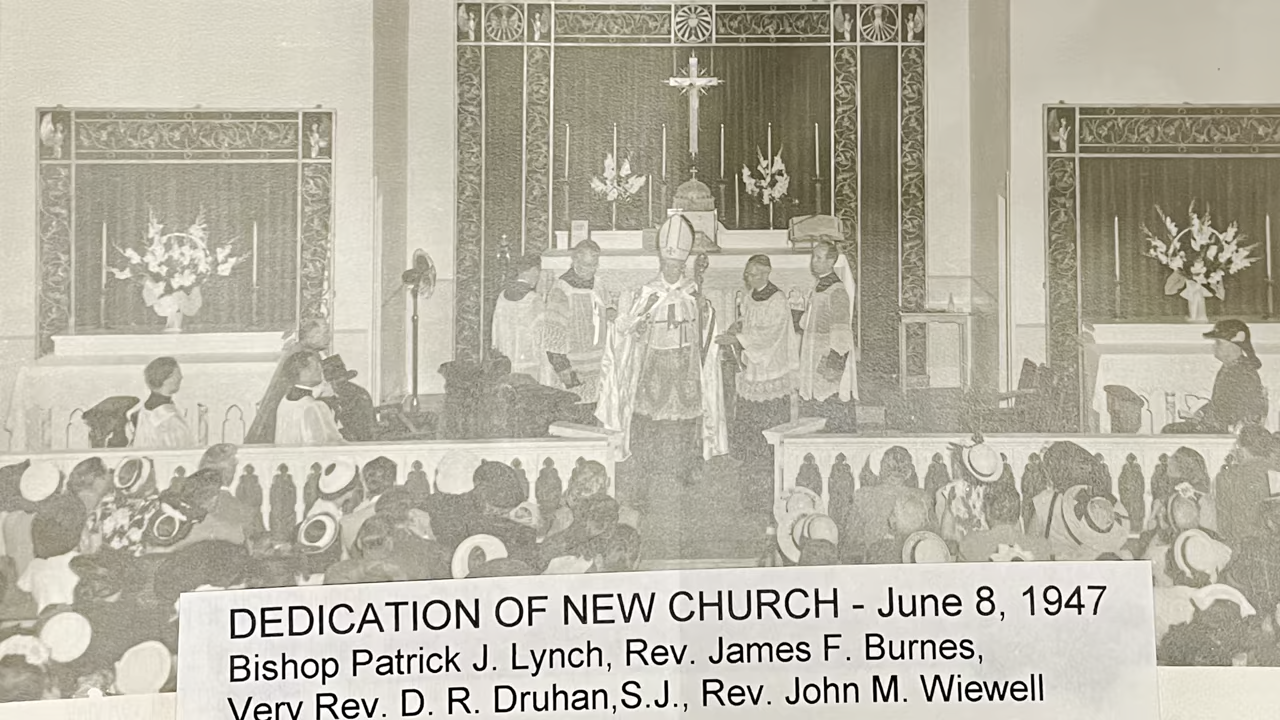 DEDICATION OF NEW CHURCH - June 8, 1947
Bishop Patrick J. Lynch, Rev. James F. Burnes,
Very Rev. D. R. Druhan,S.J., Rev. John M. Wiewell